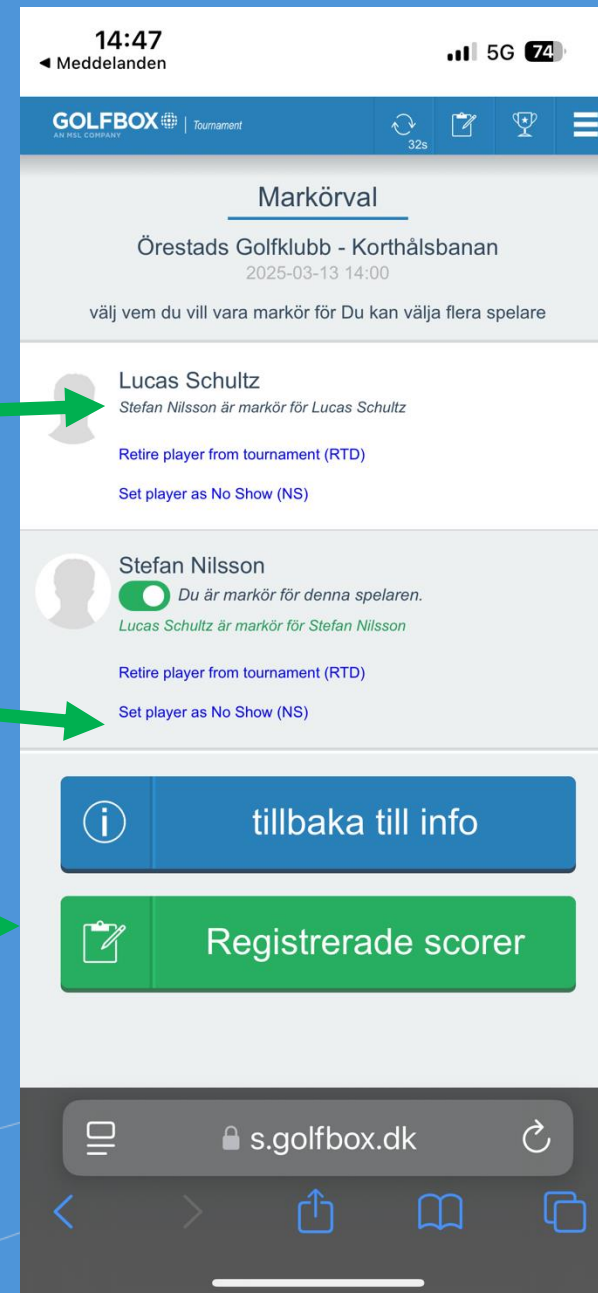 14:47
◀ Meddelanden
5G 74
GOLFBOX | Tournament
AN MSL COMPANY
32s
Markörval
Örestads Golfklubb - Korthålsbanan
2025-03-13 14:00
välj vem du vill vara markör för Du kan välja flera spelare
Lucas Schultz
Stefan Nilsson är markör för Lucas Schultz
Retire player from tournament (RTD)
Set player as No Show (NS)
Stefan Nilsson
Du är markör för denna spelaren.
Lucas Schultz är markör för Stefan Nilsson
Retire player from tournament (RTD)
Set player as No Show (NS)
tillbaka till info
Registrerade scorer
s.golfbox.dk